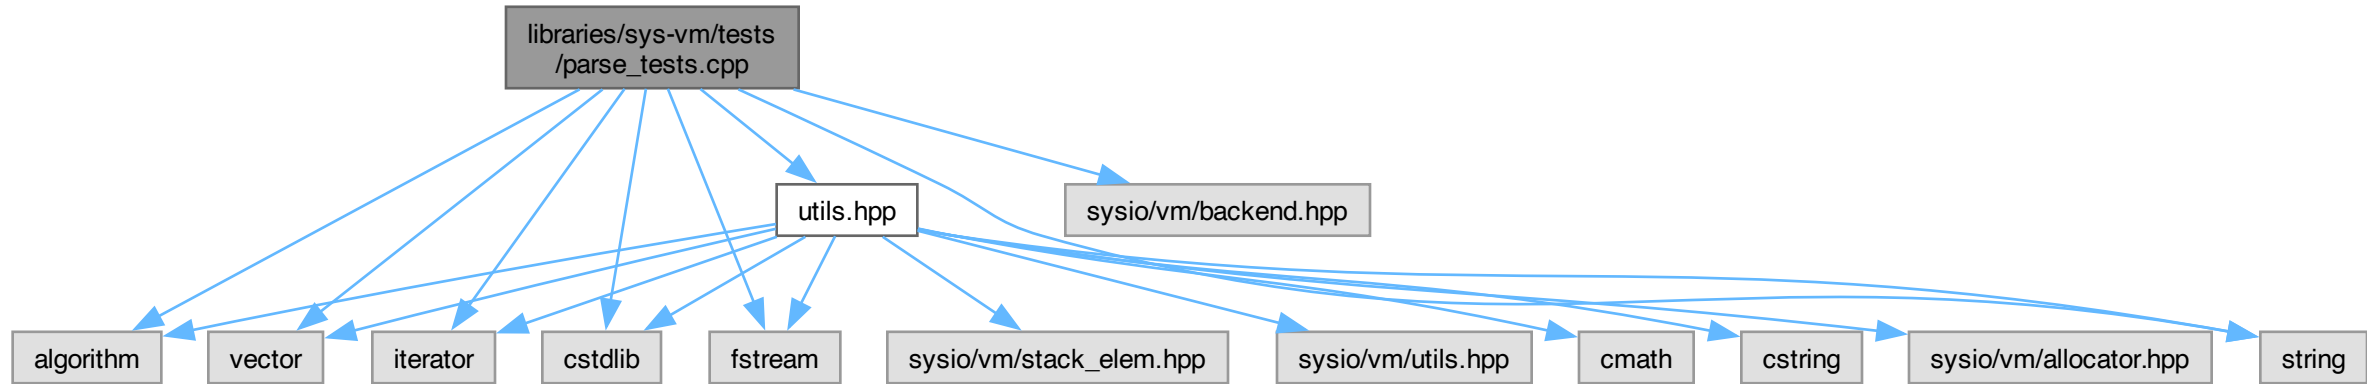 libraries/sys-vm/tests
/parse_tests.cpp
utils.hpp
sysio/vm/backend.hpp
algorithm
vector
iterator
cstdlib
fstream
sysio/vm/stack_elem.hpp
sysio/vm/utils.hpp
cmath
cstring
sysio/vm/allocator.hpp
string